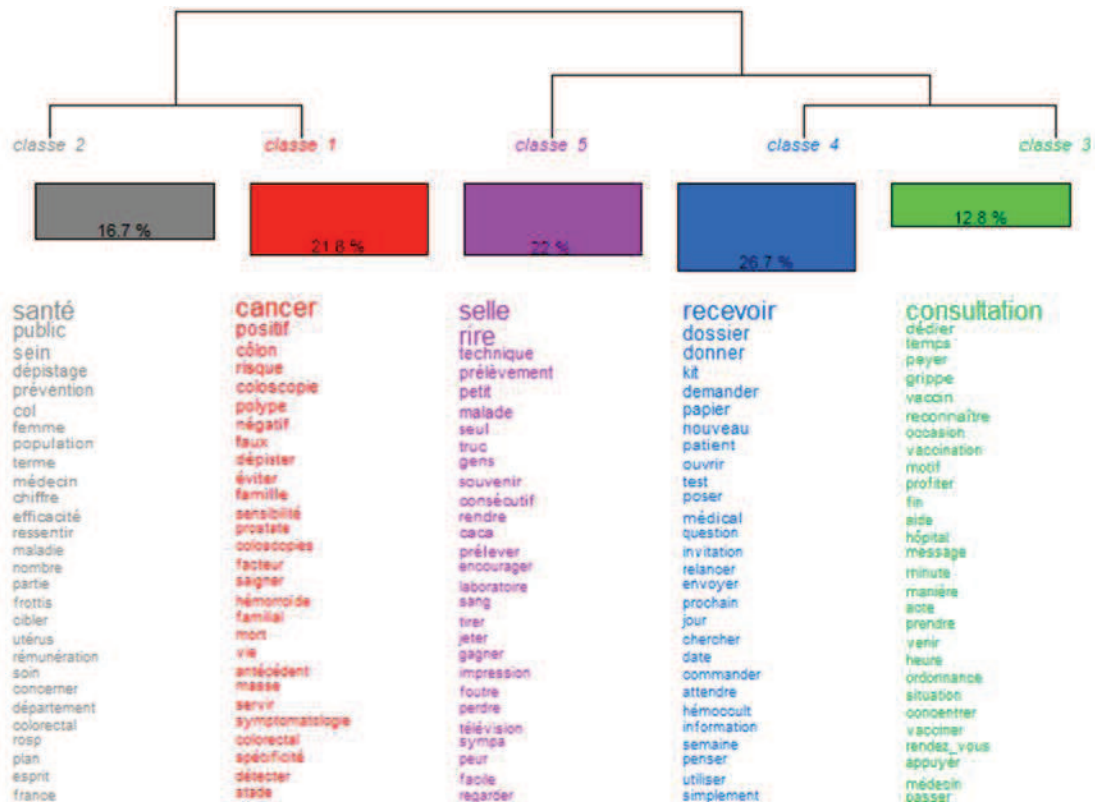 classe 2
classe 1
classe 5
classe 4
classe 3
16.7 %
21.8 %
22 %
26.7 %
12.8 %
santé
public
sein
dépistage
prévention
col
femme
population
terme
médecin
chiffre
efficacité
ressentir
maladie
nombre
partie
frottis
cibler
utérus
rémunération
soin
concerner
département
colorectal
rosp
plan
esprit
france
cancer
positif
côlon
risque
coloscopie
polype
négatif
faux
dépister
éviter
famille
sensibilité
prostate
coloscopies
facteur
saigner
hémorroïde
familial
mort
vie
antécédent
masse
servir
symptomatologie
colorectal
spécificité
détecter
stade
selle
rire
technique
prélèvement
petit
malade
seul
truc
gens
souvenir
consécutif
rendre
caca
prélever
encourager
laboratoire
sang
tirer
jeter
gagner
impression
foutre
perdre
télévision
sympa
peur
facile
regarder
recevoir
dossier
donner
kit
demander
papier
nouveau
patient
ouvrir
test
poser
médical
question
invitation
relancer
envoyer
prochain
jour
chercher
date
commander
attendre
hémoccult
information
semaine
penser
utiliser
simplement
consultation
dédier
temps
payer
grippe
vaccin
reconnaître
occasion
vaccination
motif
profiter
fin
aide
hôpital
message
minute
manière
acte
prendre
venir
heure
ordonnance
situation
concentrer
vacciner
rendez_vous
appuyer
médecin
passer